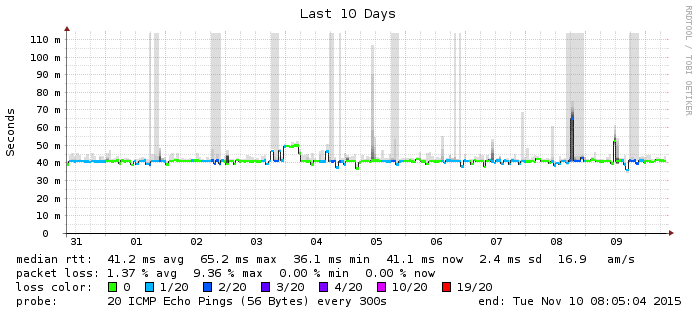 Last 10 Days
RRDTOOL / TOBI OETIKER
Seconds
110 m
100 m
90 m
80 m
70 m
60 m
50 m
40 m
30 m
20 m
10 m
0
31 01 02 03 04 05 06 07 08 09
median rtt: 41.2 ms avg 65.2 ms max 36.1 ms min 41.1 ms now 2.4 ms sd 16.9 am/s
packet loss: 1.37 % avg 9.36 % max 0.00 % min 0.00 % now
loss color: 0 1/20 2/20 3/20 4/20 10/20 19/20
probe: 20 ICMP Echo Pings (56 Bytes) every 300s end: Tue Nov 10 08:05:04 2015